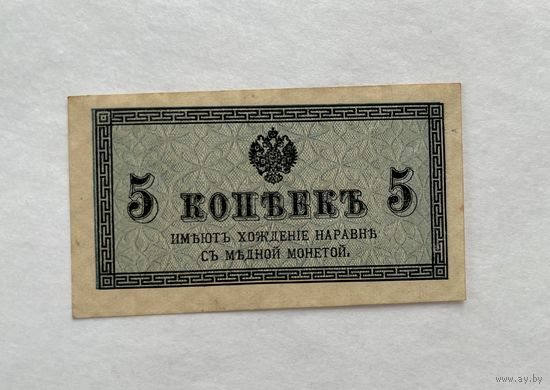 5 КОПѢЕКЪ 5
ИМѢЮТЪ ХОЖДЕНІЕ НАРАВНѢ
СЪ МѢДНОЙ МОНЕТОЙ.
www.ay.by